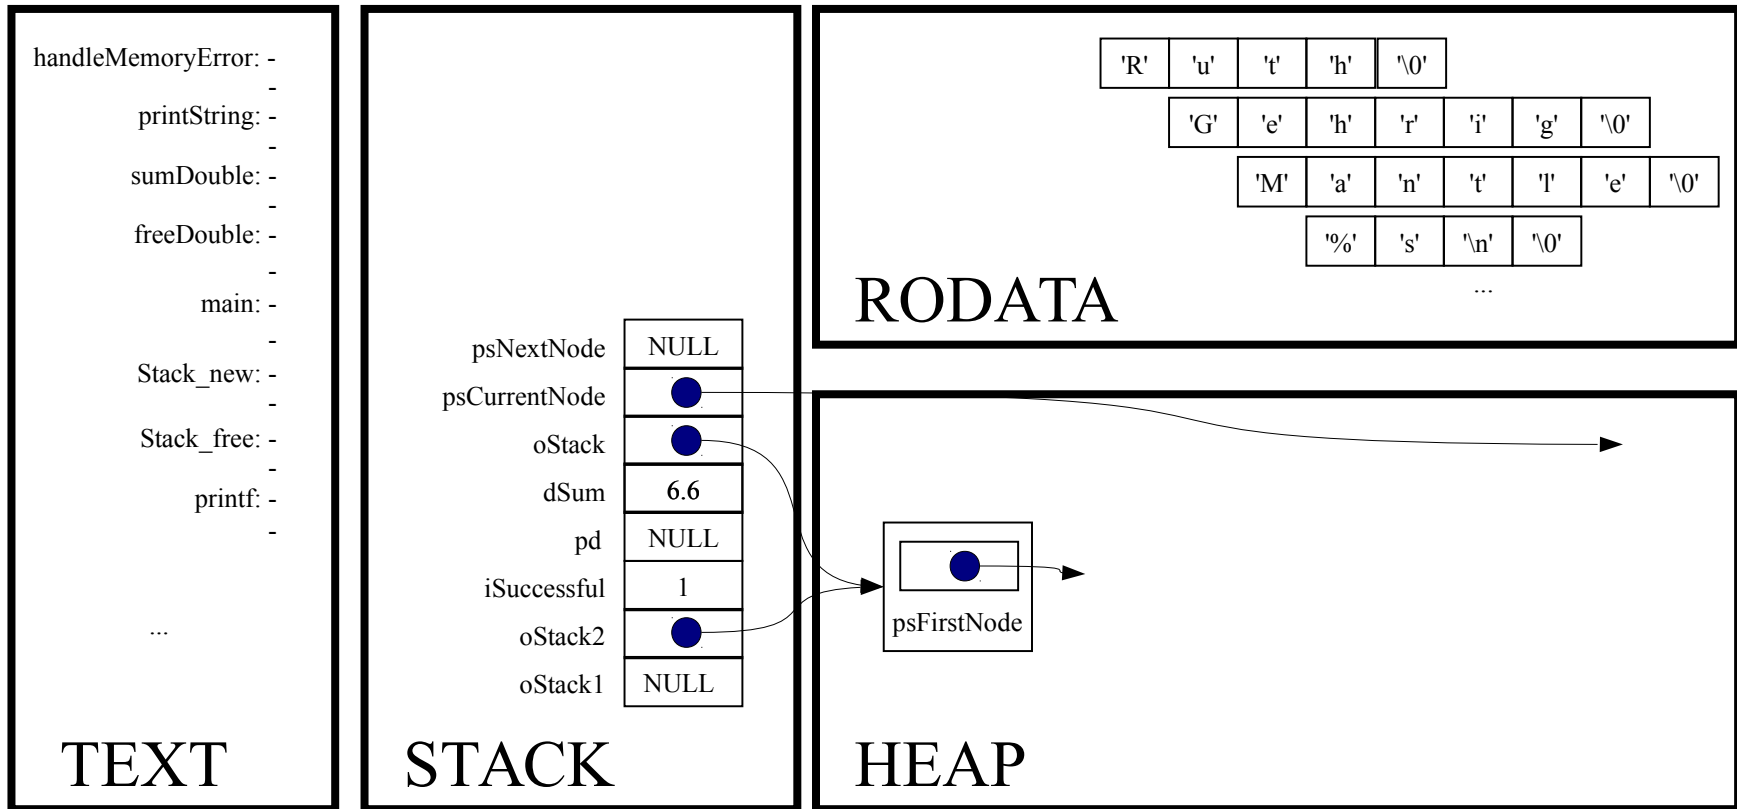 handleMemoryError: -
-
printString: -
-
sumDouble: -
-
freeDouble: -
-
main: -
-
Stack_new: -
-
Stack_free: -
-
printf: -
-
...
TEXT
psNextNode NULL
psCurrentNode
oStack
dSum 6.6
pd NULL
iSuccessful 1
oStack2
oStack1 NULL
STACK
'R' 'u' 't' 'h' '\0'
'G' 'e' 'h' 'r' 'i' 'g' '\0'
'M' 'a' 'n' 't' 'l' 'e' '\0'
'%' 's' '\n' '\0'
...
RODATA
psFirstNode
HEAP